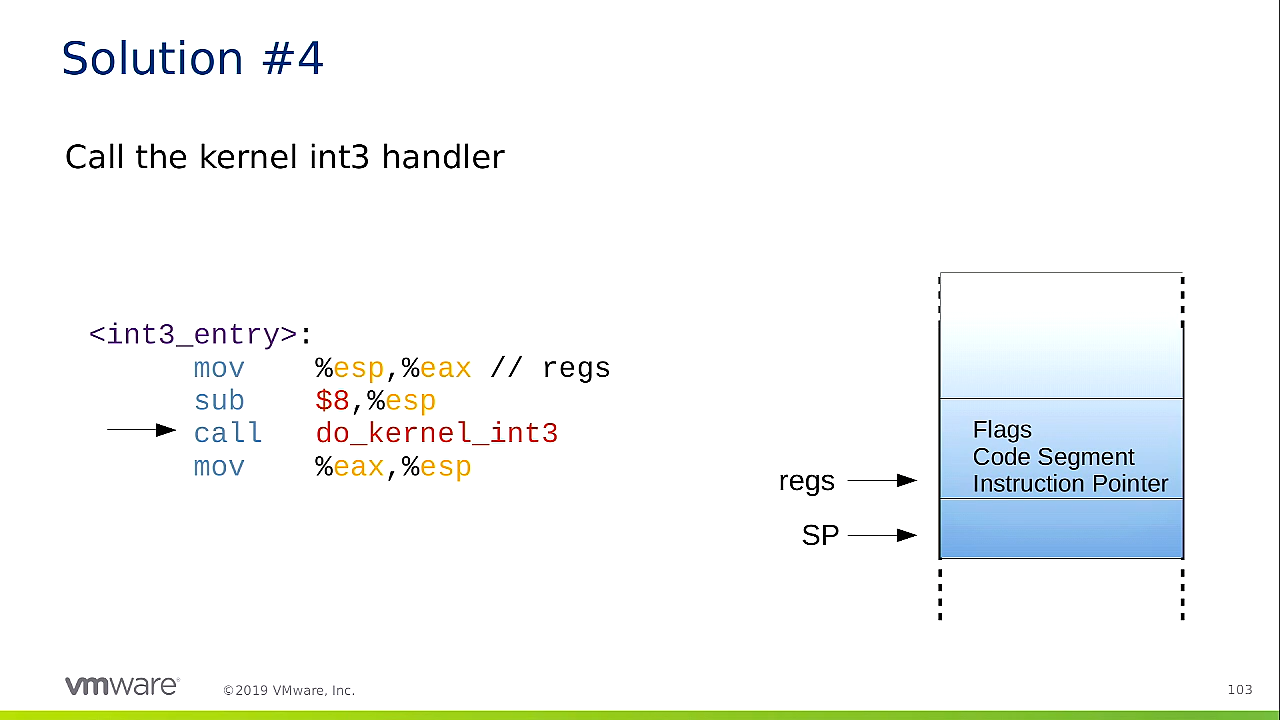 Solution #4
Call the kernel int3 handler
<int3_entry>:
mov %esp,%eax // regs
sub $8,%esp
call do_kernel_int3
mov %eax,%esp
Flags
Code Segment
Instruction Pointer
regs
SP
vmware
©2019 VMware, Inc.
103